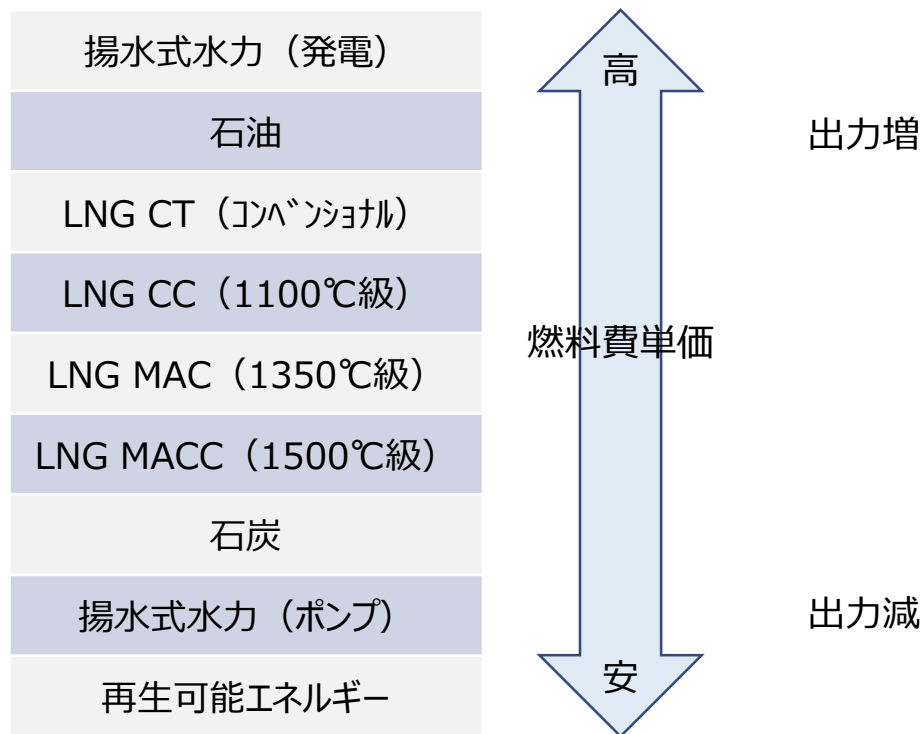 揚水式水力（発電）
石油
LNG CT（ｺﾝﾍﾞﾝｼｮﾅﾙ）
LNG CC（1100℃級）
LNG MAC（1350℃級）
LNG MACC（1500℃級）
石炭
揚水式水力（ポンプ）
再生可能エネルギー
高
燃料費単価
安
出力増
出力減